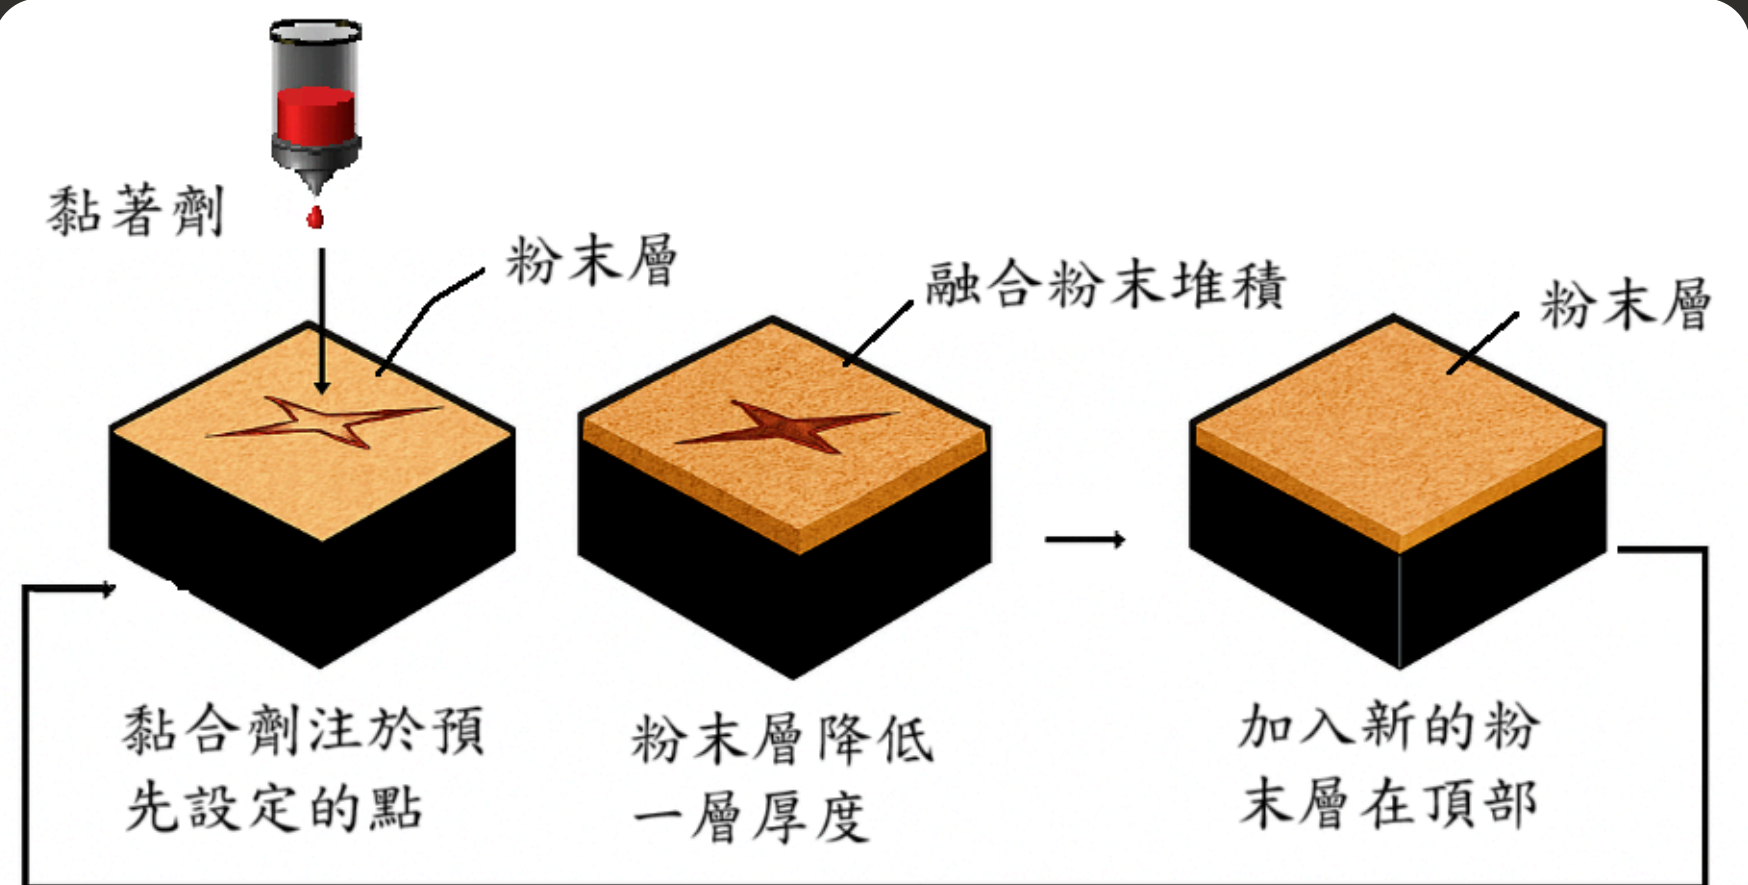 黏著劑
粉末層
融合粉末堆積
粉末層
黏合劑注於預
先設定的點
粉末層降低
一層厚度
加入新的粉
末層在頂部